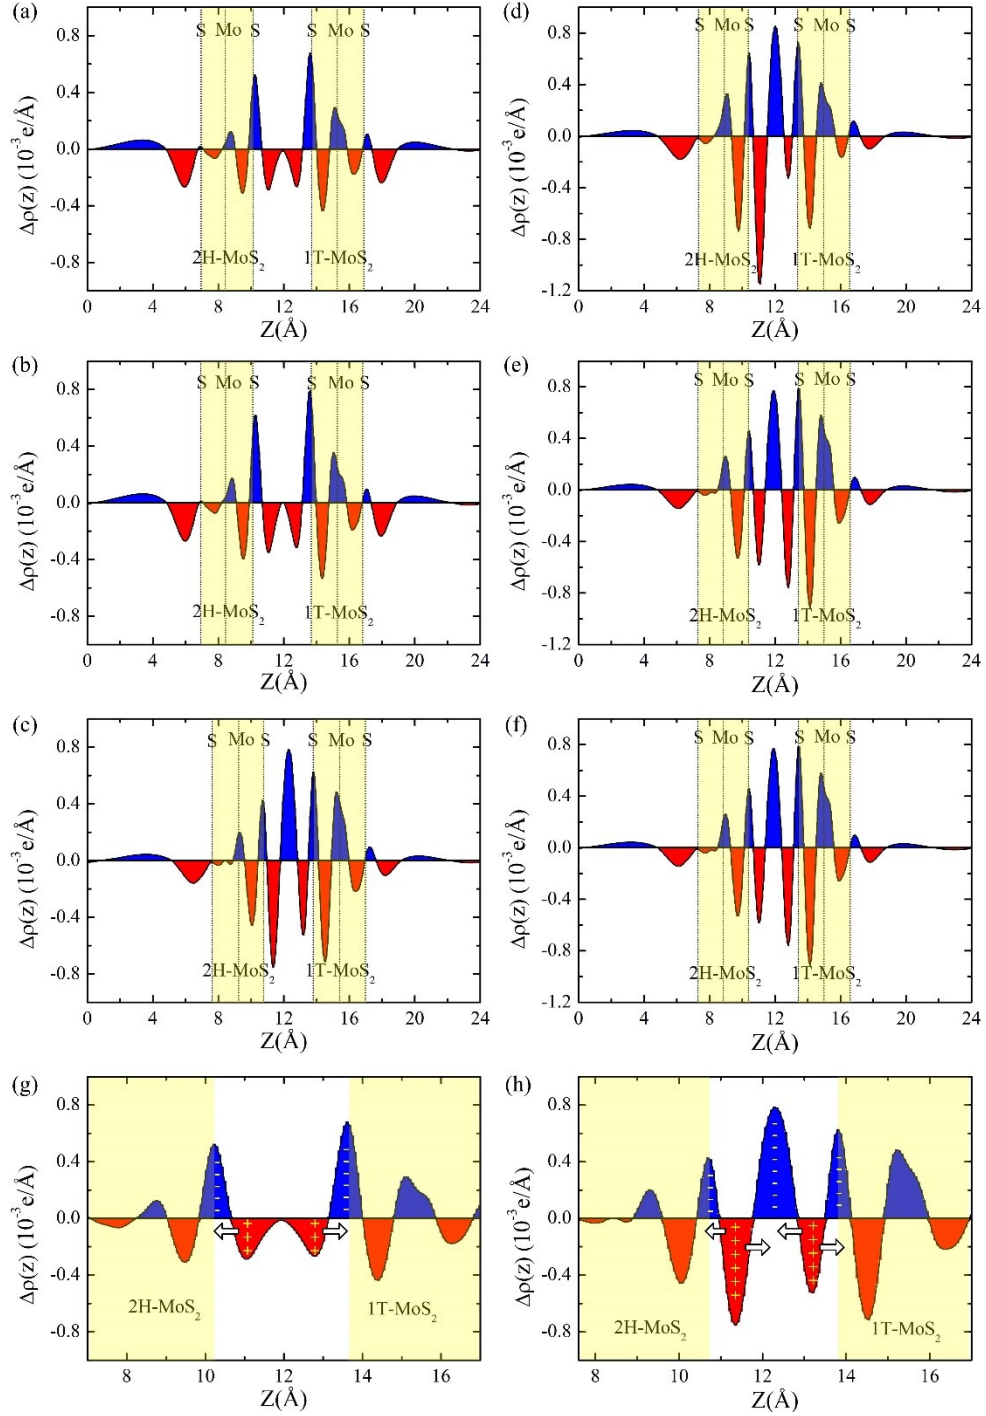 (a)
S Mo S S Mo S
0.8
0.4
0.0
-0.4
-0.8
Δρ(z) (10⁻³e/Å)
2H-MoS₂ 1T-MoS₂
0 4 8 12 16 20 24
Z(Å)
(d)
S Mo S S Mo S
0.8
0.4
0.0
-0.4
-0.8
-1.2
Δρ(z) (10⁻³e/Å)
2H-MoS₂ 1T-MoS₂
0 4 8 12 16 20 24
Z(Å)
(b)
S Mo S S Mo S
0.8
0.4
0.0
-0.4
-0.8
Δρ(z) (10⁻³e/Å)
2H-MoS₂ 1T-MoS₂
0 4 8 12 16 20 24
Z(Å)
(e)
S Mo S S Mo S
0.8
0.4
0.0
-0.4
-0.8
-1.2
Δρ(z) (10⁻³e/Å)
2H-MoS₂ 1T-MoS₂
0 4 8 12 16 20 24
Z(Å)
(c)
S Mo S S Mo S
0.8
0.4
0.0
-0.4
-0.8
Δρ(z) (10⁻³e/Å)
2H-MoS₂ 1T-MoS₂
0 4 8 12 16 20 24
Z(Å)
(f)
S Mo S S Mo S
0.8
0.4
0.0
-0.4
-0.8
-1.2
Δρ(z) (10⁻³e/Å)
2H-MoS₂ 1T-MoS₂
0 4 8 12 16 20 24
Z(Å)
(g)
0.8
0.4
0.0
-0.4
-0.8
Δρ(z) (10⁻³e/Å)
2H-MoS₂ 1T-MoS₂
8 10 12 14 16
Z(Å)
(h)
0.8
0.4
0.0
-0.4
-0.8
Δρ(z) (10⁻³e/Å)
2H-MoS₂ 1T-MoS₂
8 10 12 14 16
Z(Å)